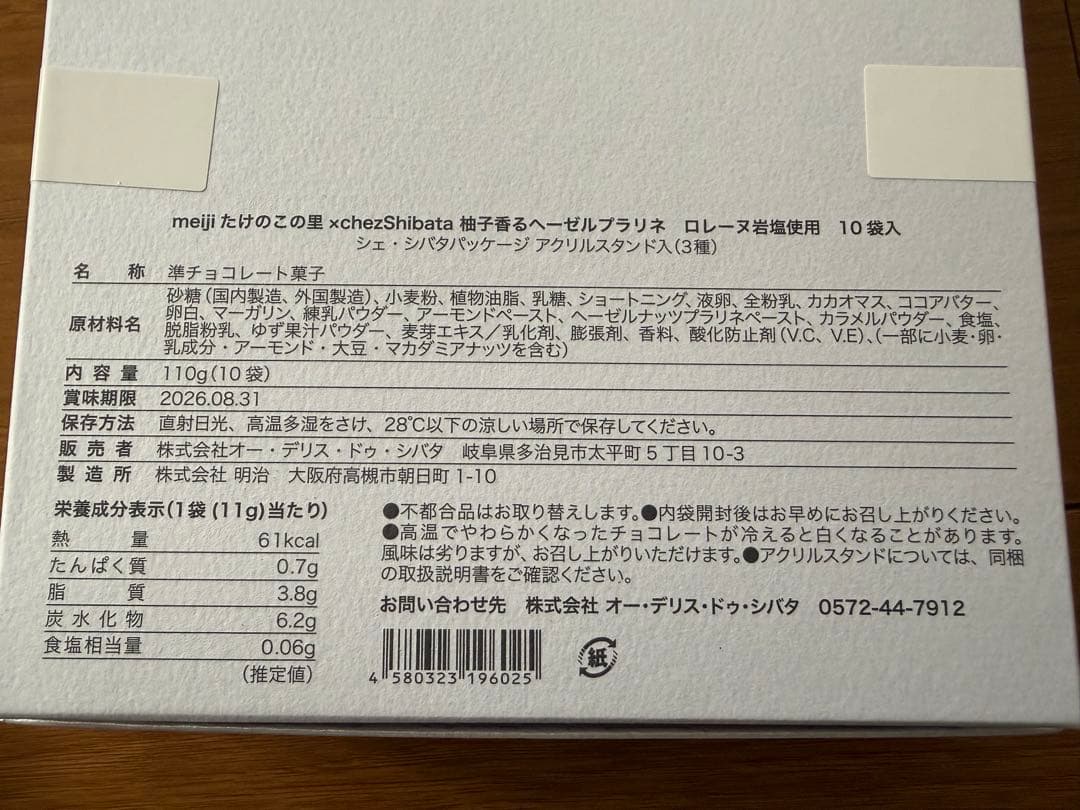 meiji たけのこの里 ×chezShibata 柚子香るヘーゼルプラリネ　ロレーヌ岩塩使用　10袋入
シェ・シバタパッケージ アクリルスタンド入(3種)
名　称　準チョコレート菓子
原材料名　砂糖(国内製造、外国製造)、小麦粉、植物油脂、乳糖、ショートニング、液卵、全粉乳、カカオマス、ココアバター、
卵白、マーガリン、練乳パウダー、アーモンドペースト、ヘーゼルナッツプラリネペースト、カラメルパウダー、食塩、
脱脂粉乳、ゆず果汁パウダー、麦芽エキス／乳化剤、膨張剤、香料、酸化防止剤(V.C、V.E)、(一部に小麦・卵・
乳成分・アーモンド・大豆・マカダミアナッツを含む)
内容量　110g(10袋)
賞味期限　2026.08.31
保存方法　直射日光、高温多湿をさけ、28℃以下の涼しい場所で保存してください。
販売者　株式会社オー・デリス・ドゥ・シバタ　岐阜県多治見市太平町5丁目10-3
製造所　株式会社 明治　大阪府高槻市朝日町1-10
栄養成分表示(1袋(11g)当たり)
熱量　61kcal
たんぱく質　0.7g
脂質　3.8g
炭水化物　6.2g
食塩相当量　0.06g
(推定値)
●不都合品はお取り替えします。●内袋開封後はお早めにお召し上がりください。
●高温でやわらかくなったチョコレートが冷えると白くなることがあります。
風味は劣りますが、お召し上がりいただけます。●アクリルスタンドについては、同梱
の取扱説明書をご確認ください。
お問い合わせ先　株式会社 オー・デリス・ドゥ・シバタ　0572-44-7912
4 580323 196025
紙